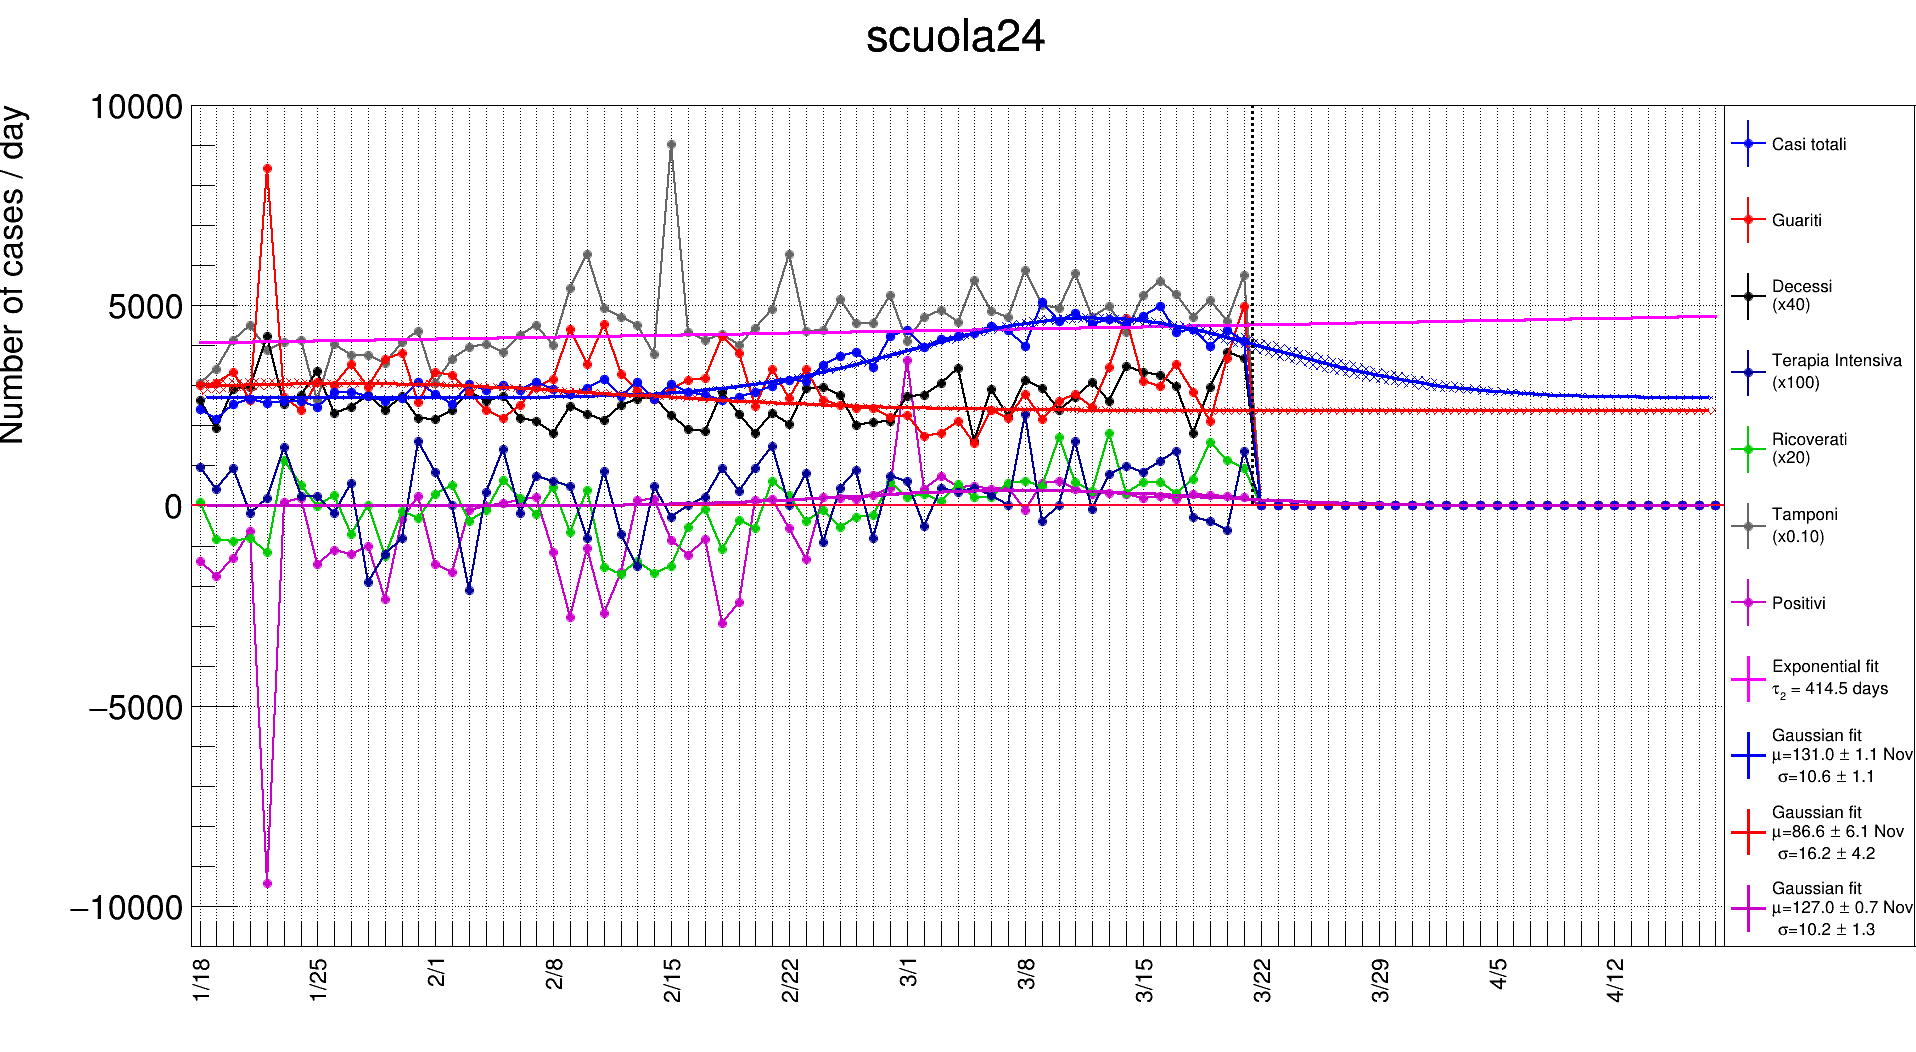 scuola24
Number of cases / day
10000
5000
0
−5000
−10000
1/18
1/25
2/1
2/8
2/15
2/22
3/1
3/8
3/15
3/22
3/29
4/5
4/12
Casi totali
Guariti
Decessi
(x40)
Terapia Intensiva
(x100)
Ricoverati
(x20)
Tamponi
(x0.10)
Positivi
Exponential fit
τ2 = 414.5 days
Gaussian fit
μ=131.0 ± 1.1 Nov
σ=10.6 ± 1.1
Gaussian fit
μ=86.6 ± 6.1 Nov
σ=16.2 ± 4.2
Gaussian fit
μ=127.0 ± 0.7 Nov
σ=10.2 ± 1.3